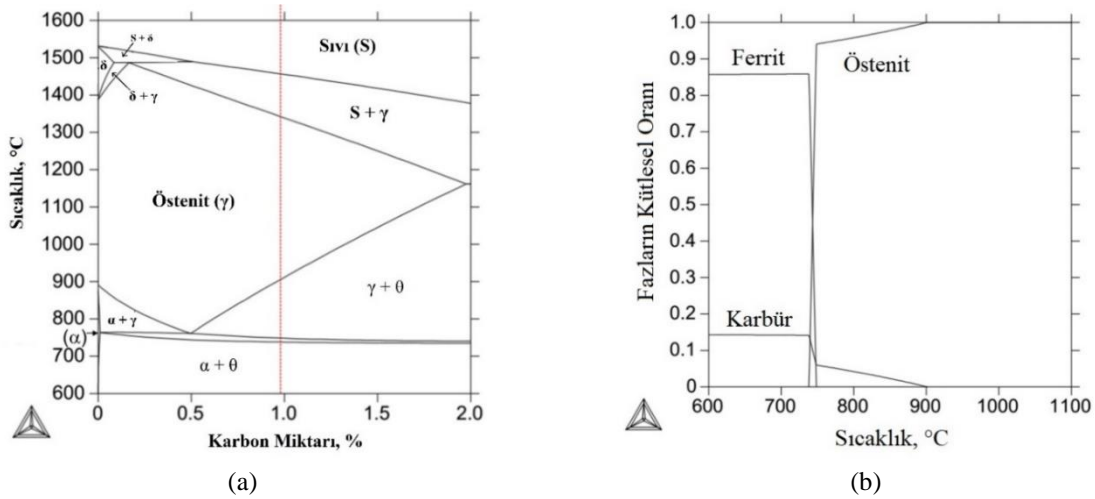 1600
1500
1400
1300
1200
1100
1000
900
800
700
600
Sıcaklık, °C
S + δ
δ
δ + γ
Sıvı (S)
S + γ
Östenit (γ)
γ + θ
α + γ
(α)
α + θ
0 0.5 1.0 1.5 2.0
Karbon Miktarı, %
(a)
1.0
0.9
0.8
0.7
0.6
0.5
0.4
0.3
0.2
0.1
0
Fazların Kütlesel Oranı
Ferrit
Östenit
Karbür
600 700 800 900 1000 1100
Sıcaklık, °C
(b)